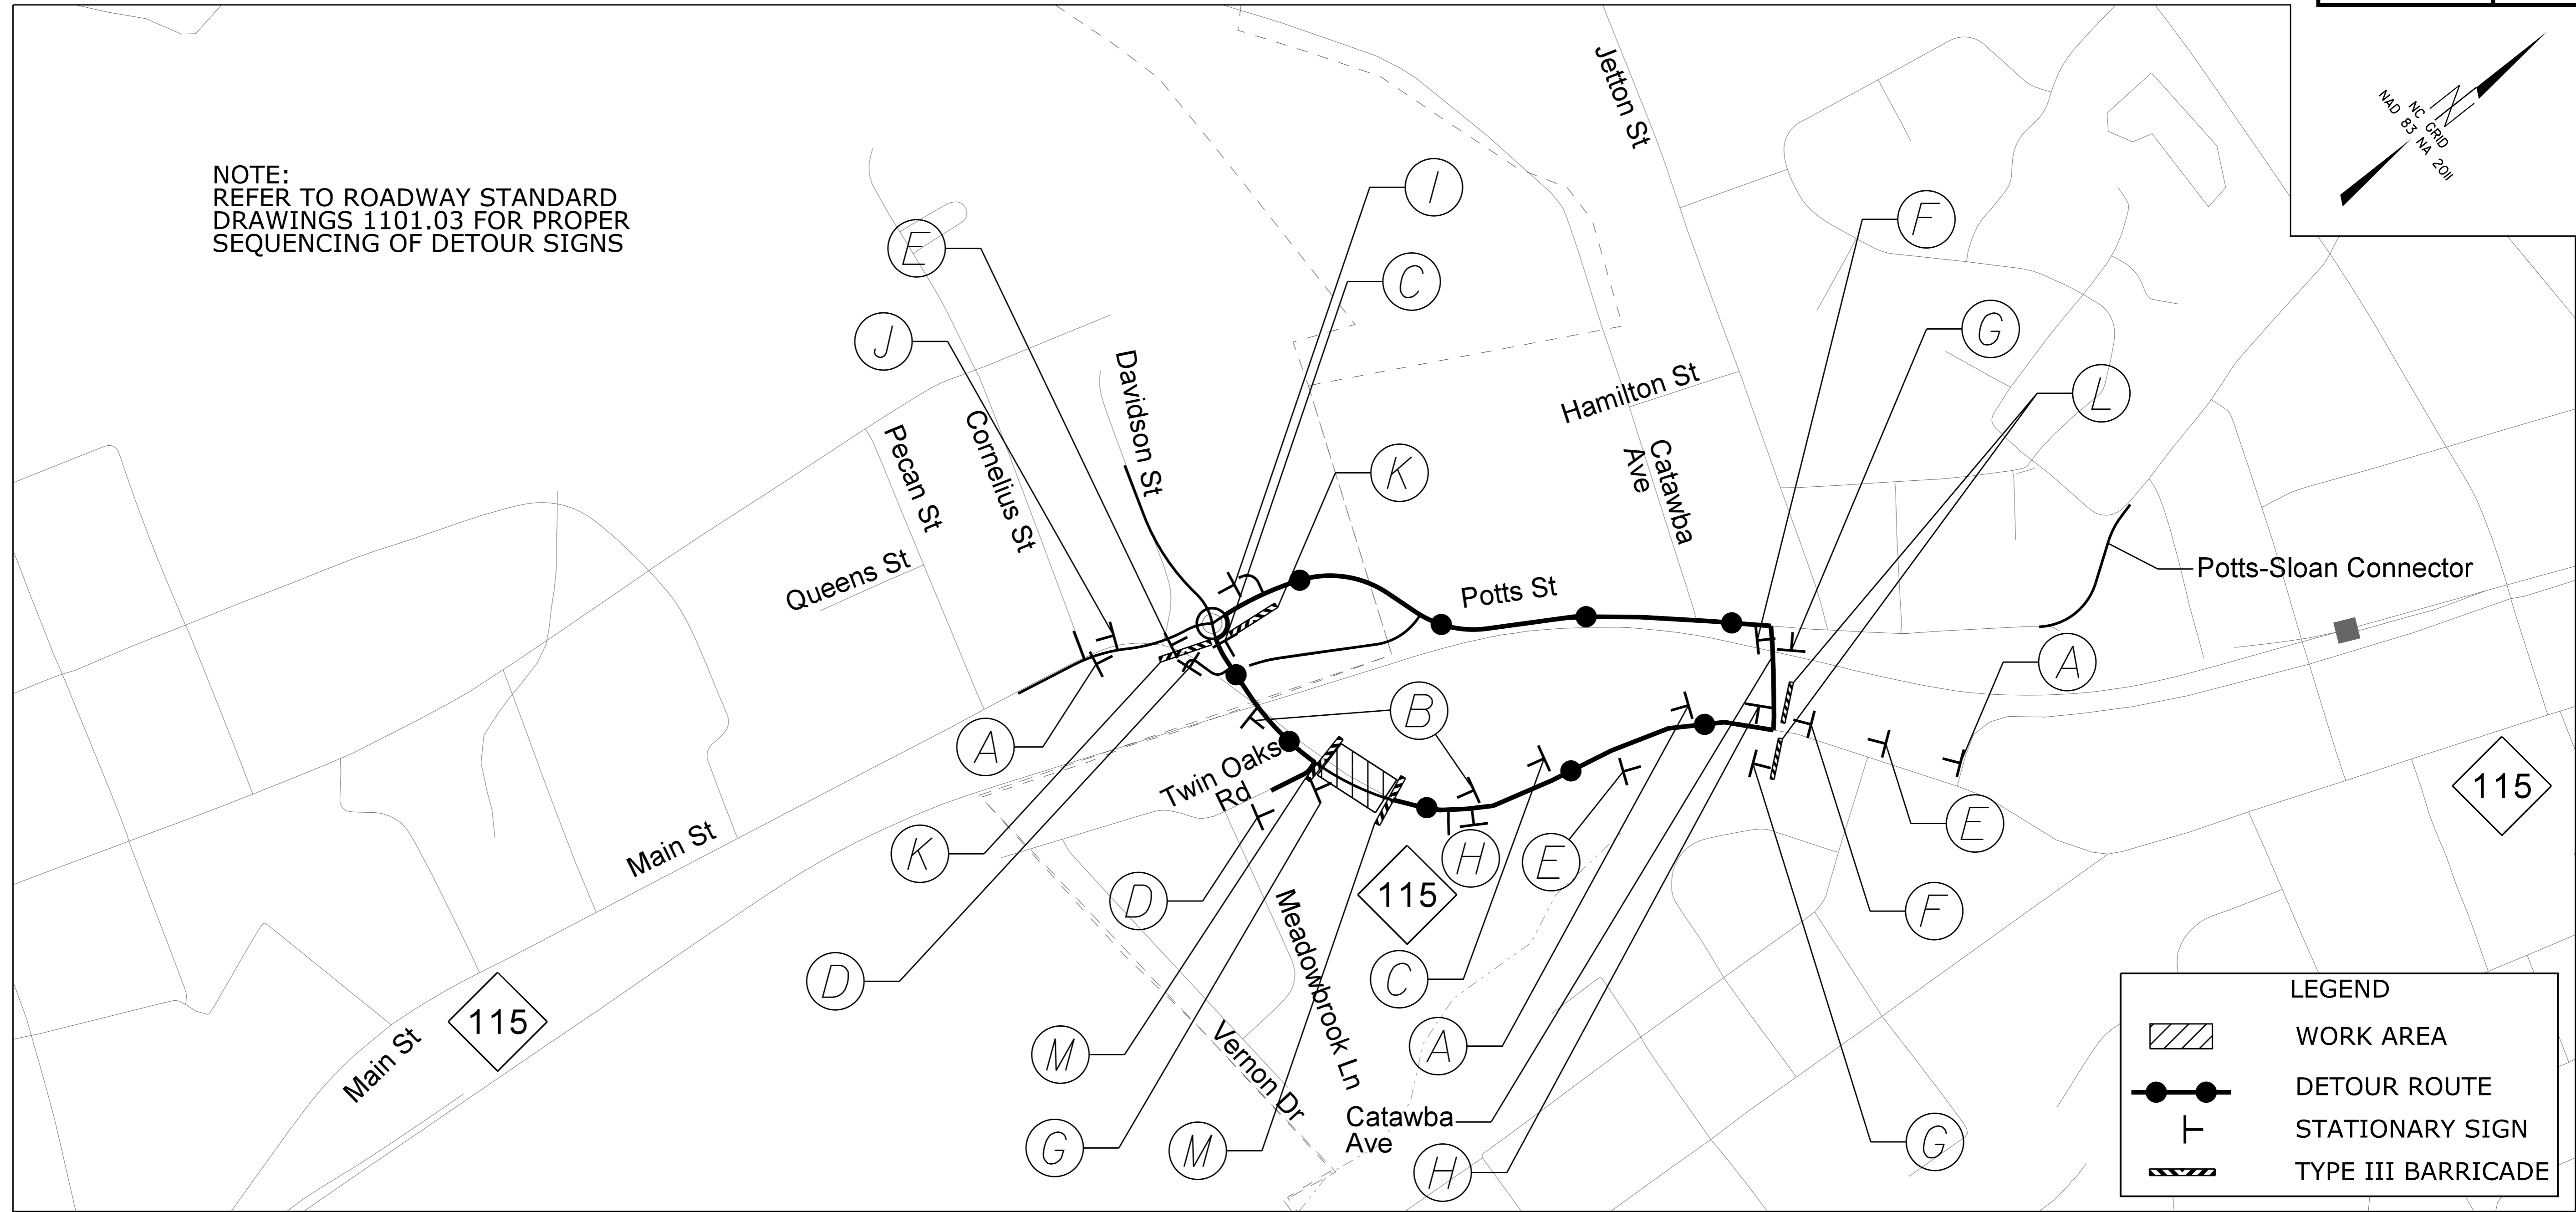 NOTE:
REFER TO ROADWAY STANDARD
DRAWINGS 1101.03 FOR PROPER
SEQUENCING OF DETOUR SIGNS
NC GRID
NAD 83 NA 2011
N
Jetton St
I
F
E
C
G
J
L
Davidson St
Hamilton St
Cornelius St
Pecan St
K
Catawba
Ave
Queens St
Potts St
Potts-Sloan Connector
A
B
A
Twin Oaks
Rd
115
Main St
K
D
H
E
E
115
F
Meadowbrook Ln
D
C
115
Main St
M
A
Vernon Dr
G
M
Catawba
Ave
H
G
LEGEND
WORK AREA
DETOUR ROUTE
STATIONARY SIGN
TYPE III BARRICADE